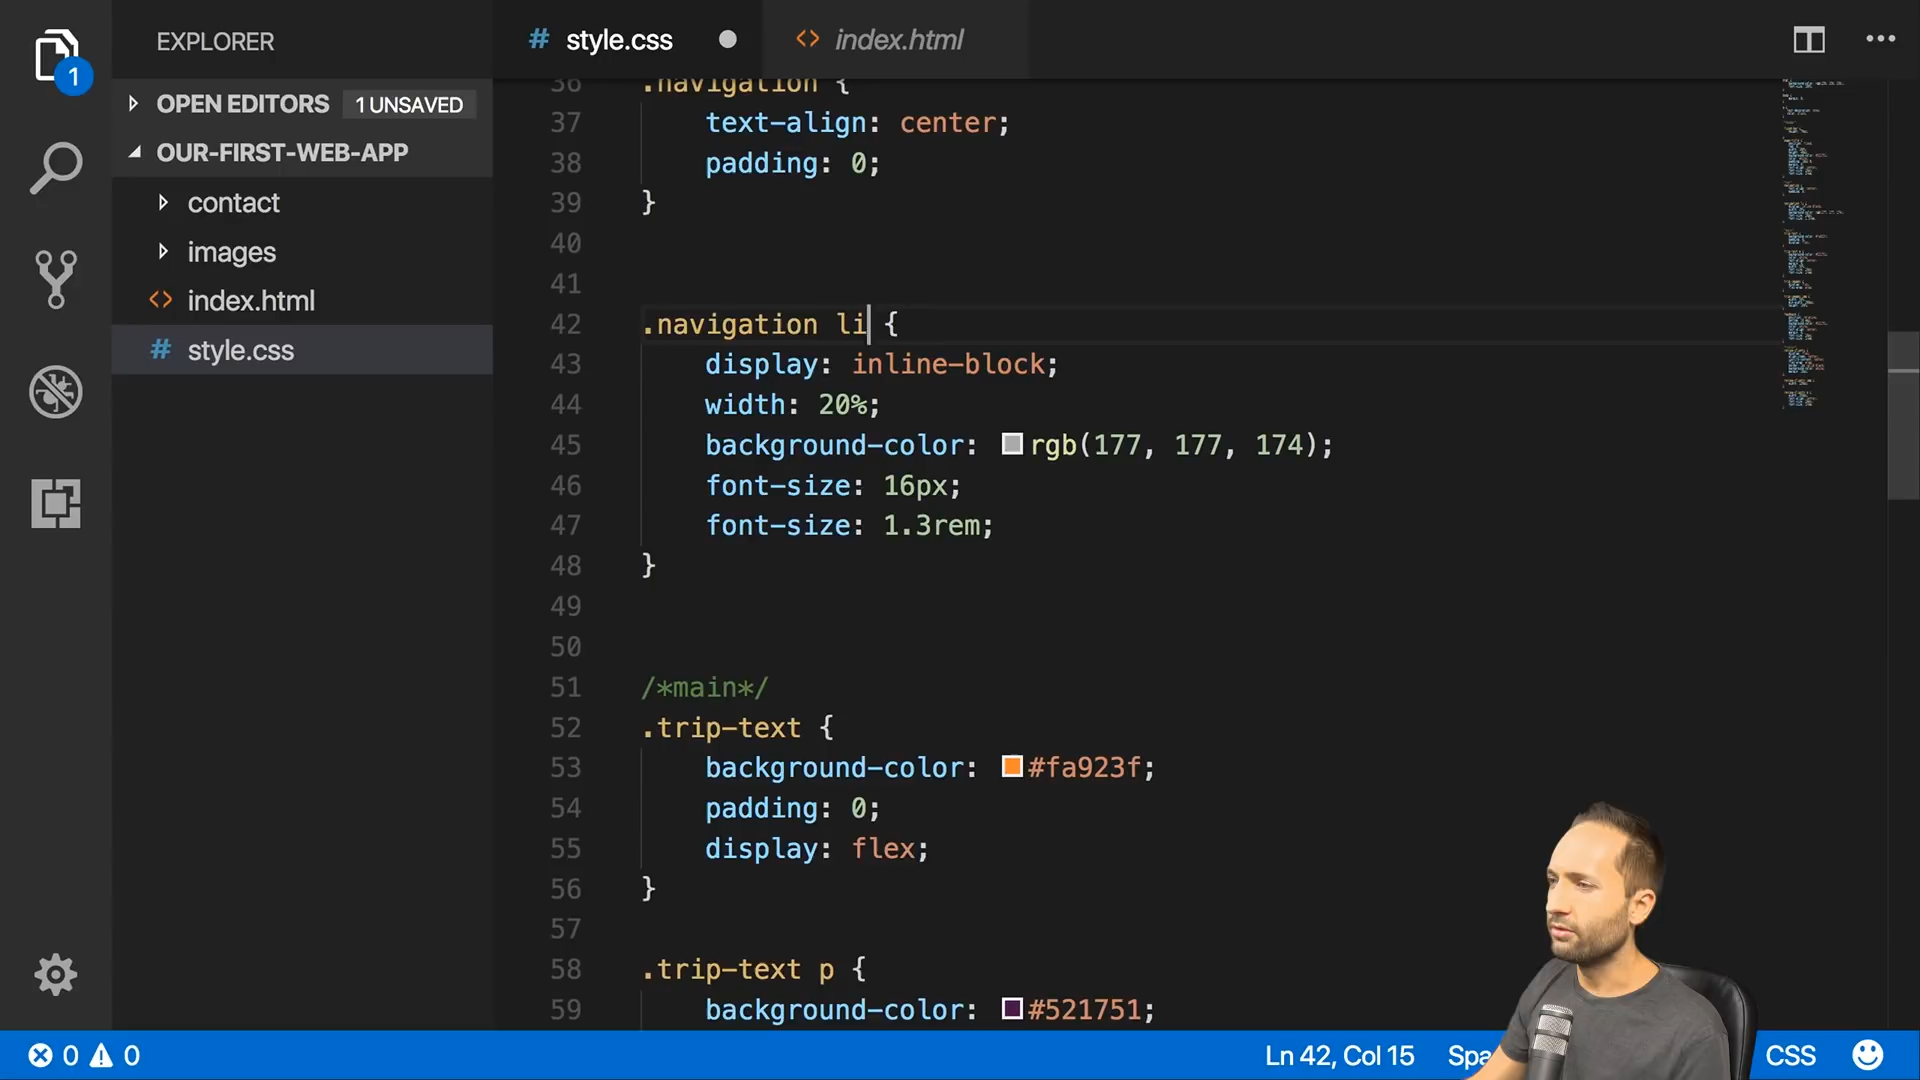 EXPLORER
# style.css
<> index.html
1
OPEN EDITORS 1 UNSAVED
OUR-FIRST-WEB-APP
contact
images
<> index.html
# style.css
36 .navigation {
37 text-align: center;
38 padding: 0;
39 }
40
41
42 .navigation li {
43 display: inline-block;
44 width: 20%;
45 background-color: rgb(177, 177, 174);
46 font-size: 16px;
47 font-size: 1.3rem;
48 }
49
50
51 /*main*/
52 .trip-text {
53 background-color: #fa923f;
54 padding: 0;
55 display: flex;
56 }
57
58 .trip-text p {
59 background-color: #521751;
0 0 Ln 42, Col 15 CSS